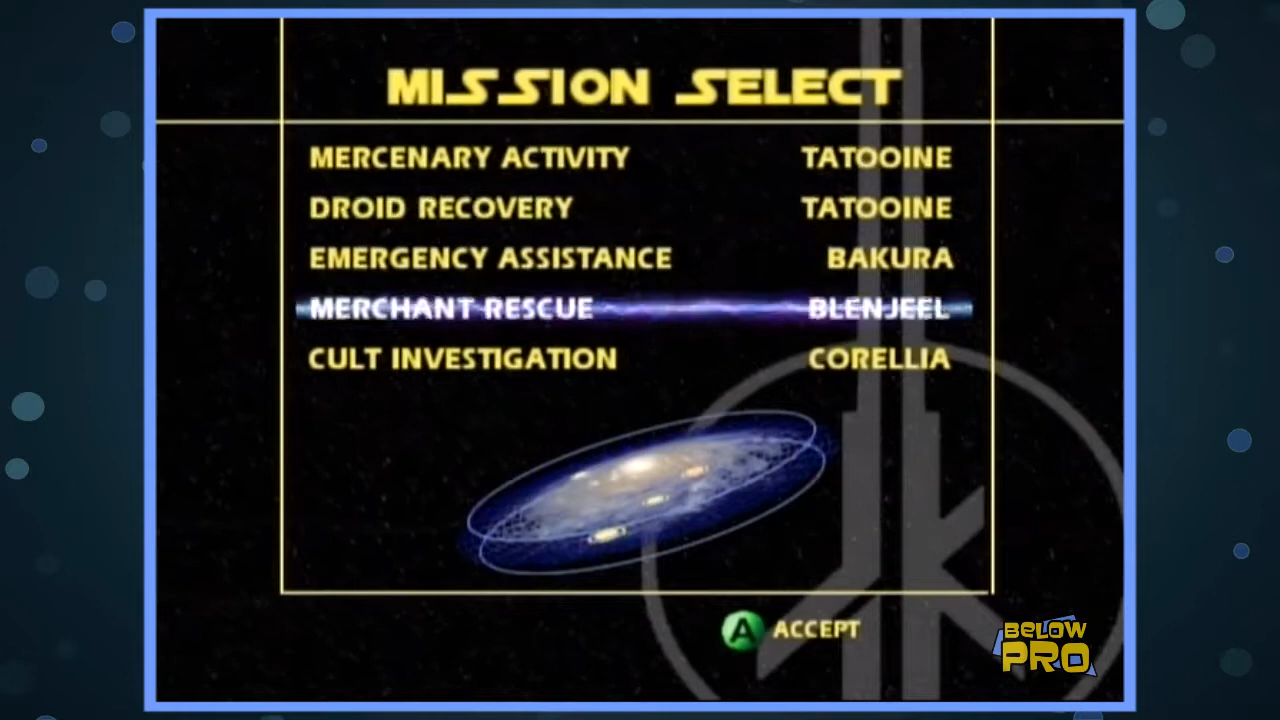 MISSION SELECT
MERCENARY ACTIVITY TATOOINE
DROID RECOVERY TATOOINE
EMERGENCY ASSISTANCE BAKURA
MERCHANT RESCUE BLENJEEL
CULT INVESTIGATION CORELLIA
A ACCEPT
BELOW
PRO